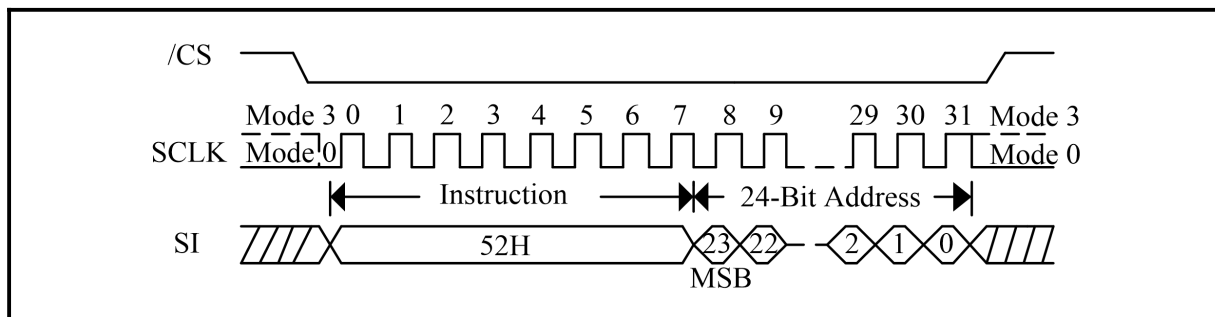 /CS
Mode 3 0 1 2 3 4 5 6 7 8 9 29 30 31 Mode 3
SCLK Mode 0 Mode 0
Instruction 24-Bit Address
SI 52H 23 22 2 1 0
MSB